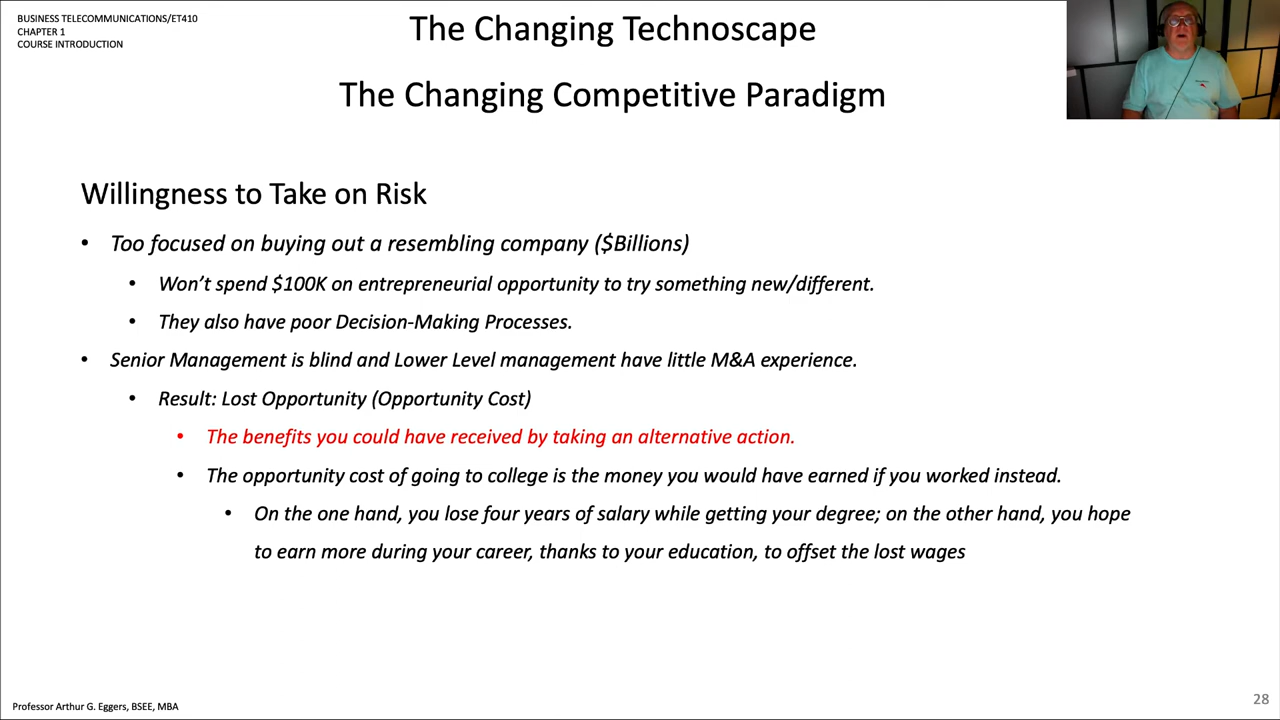 BUSINESS TELECOMMUNICATIONS/ET410
CHAPTER 1
COURSE INTRODUCTION
The Changing Technoscape
The Changing Competitive Paradigm
Willingness to Take on Risk
• Too focused on buying out a resembling company ($Billions)
• Won’t spend $100K on entrepreneurial opportunity to try something new/different.
• They also have poor Decision-Making Processes.
• Senior Management is blind and Lower Level management have little M&A experience.
• Result: Lost Opportunity (Opportunity Cost)
• The benefits you could have received by taking an alternative action.
• The opportunity cost of going to college is the money you would have earned if you worked instead.
• On the one hand, you lose four years of salary while getting your degree; on the other hand, you hope
to earn more during your career, thanks to your education, to offset the lost wages
Professor Arthur G. Eggers, BSEE, MBA
28